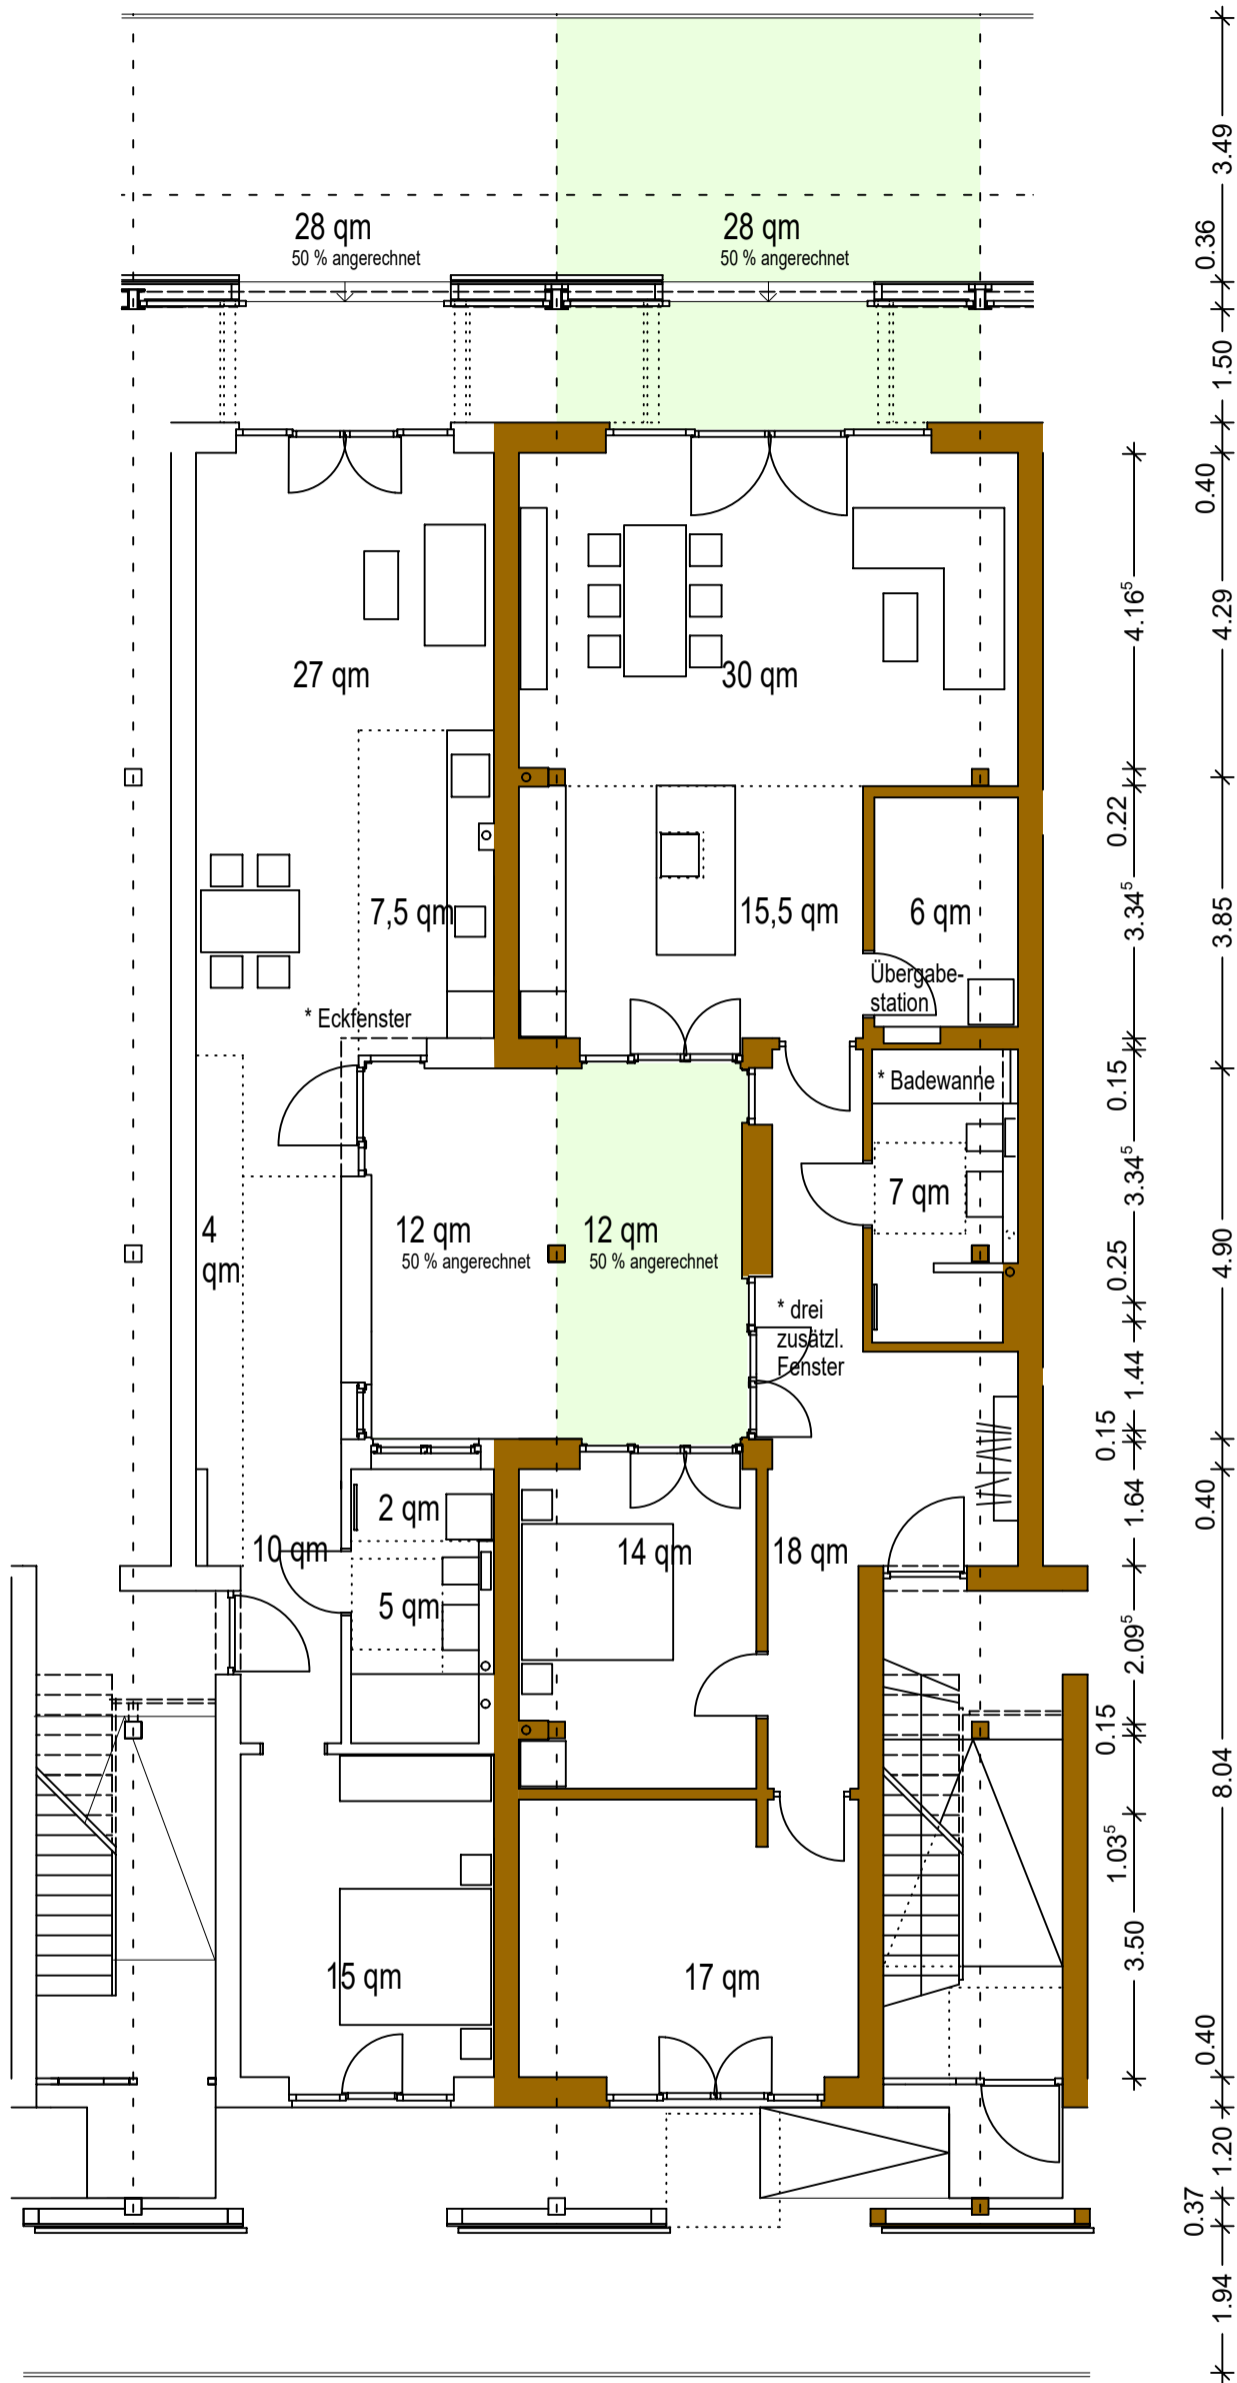 28 qm
50 % angerechnet
28 qm
50 % angerechnet
27 qm
30 qm
7,5 qm
15,5 qm
6 qm
Übergabe-
station
* Eckfenster
* Badewanne
4
qm
12 qm
50 % angerechnet
12 qm
50 % angerechnet
7 qm
* drei
zusätzl.
Fenster
2 qm
10 qm
5 qm
14 qm
18 qm
15 qm
17 qm
4.16⁵
0.22
3.34⁵
0.15
3.34⁵
0.25
1.44
0.15
1.64
2.09⁵
0.15
1.03⁵
3.50
3.49
0.36
1.50
0.40
4.29
3.85
4.90
0.40
8.04
0.40
1.20
0.37
1.94